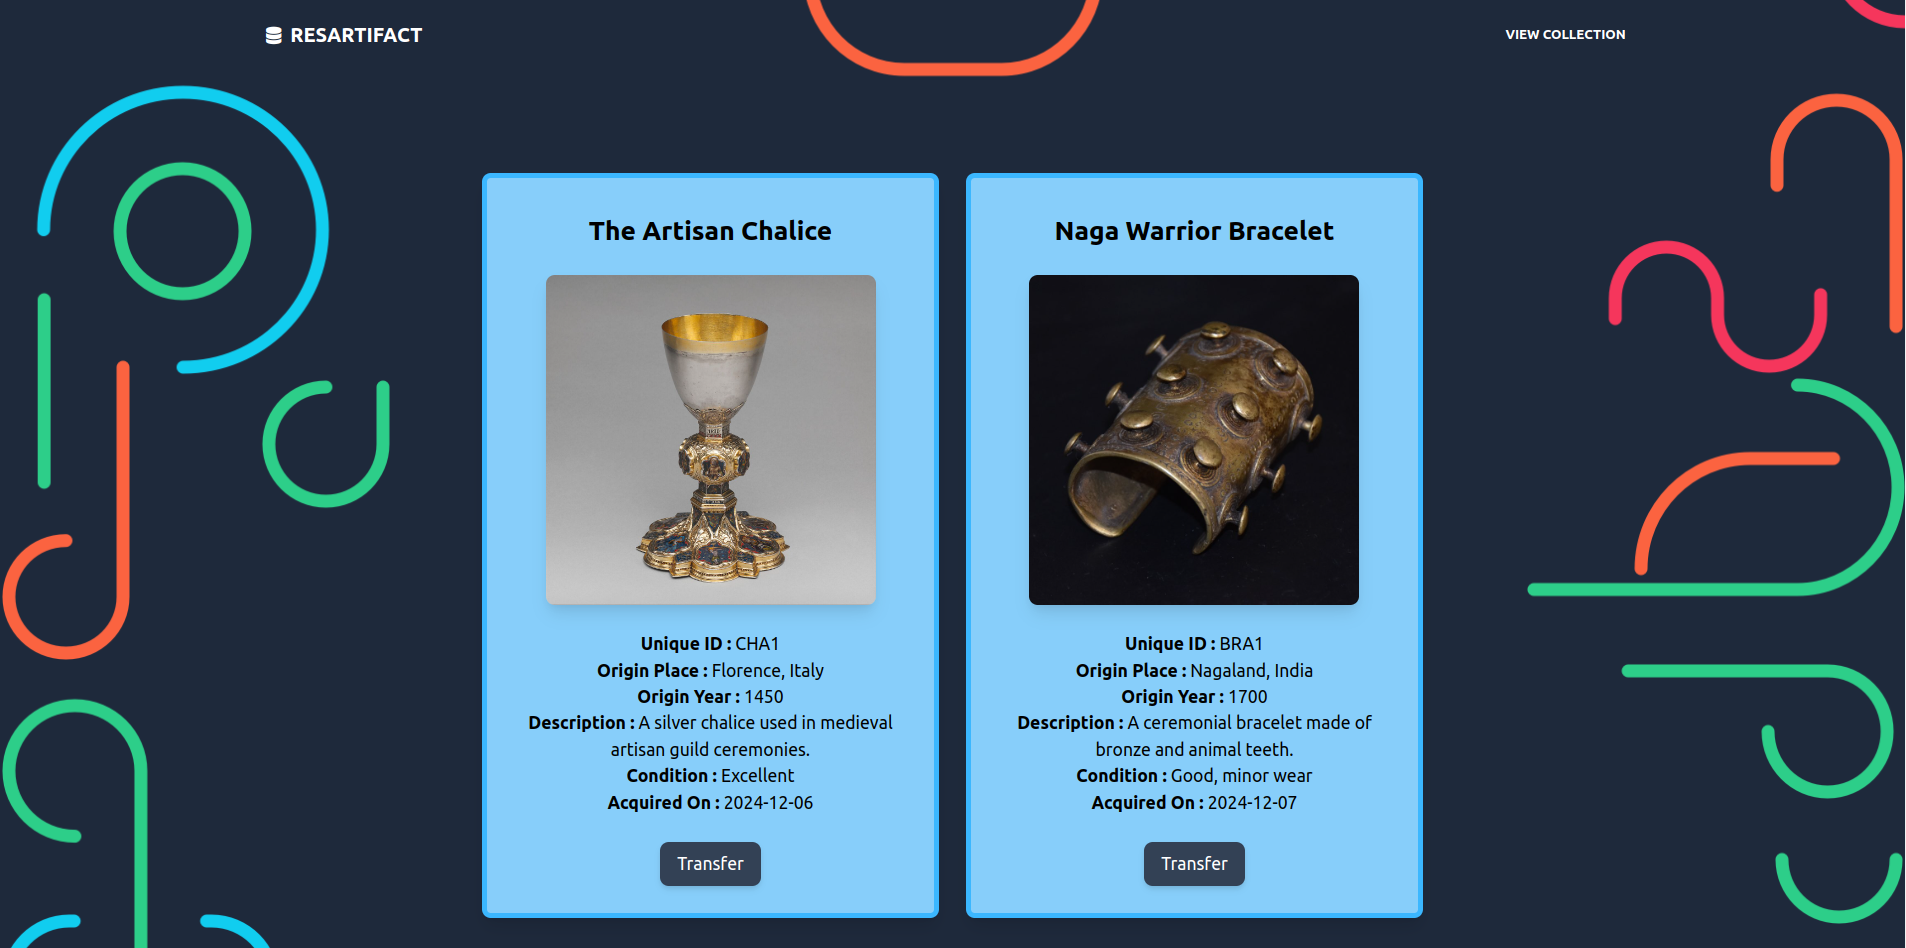 RESARTIFACT
VIEW COLLECTION
The Artisan Chalice
Unique ID : CHA1
Origin Place : Florence, Italy
Origin Year : 1450
Description : A silver chalice used in medieval
artisan guild ceremonies.
Condition : Excellent
Acquired On : 2024-12-06
Transfer
Naga Warrior Bracelet
Unique ID : BRA1
Origin Place : Nagaland, India
Origin Year : 1700
Description : A ceremonial bracelet made of
bronze and animal teeth.
Condition : Good, minor wear
Acquired On : 2024-12-07
Transfer